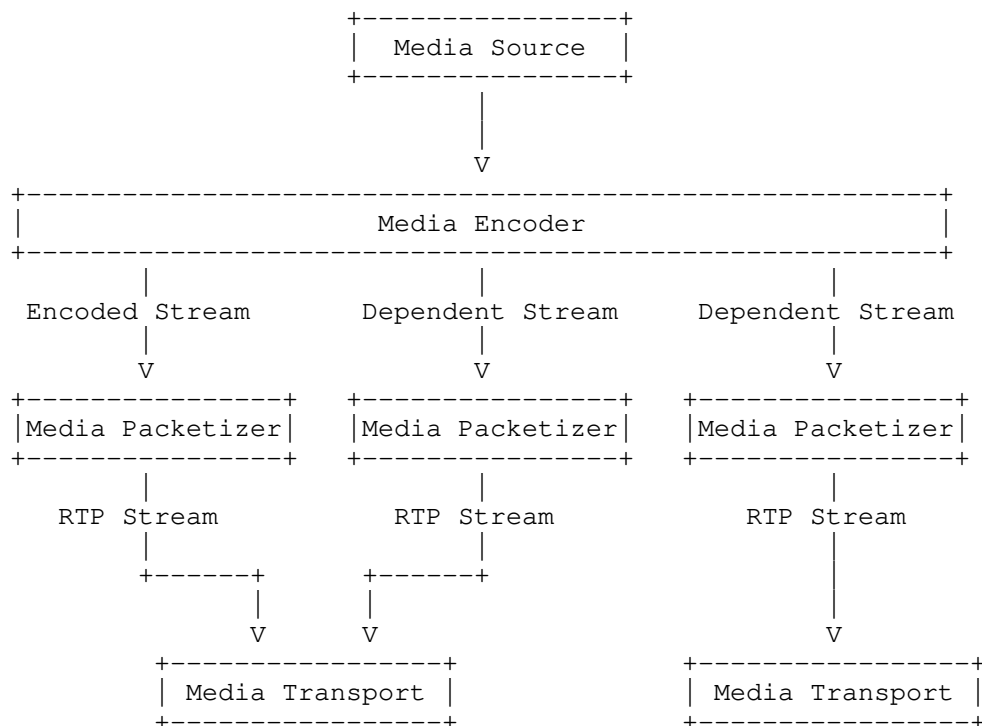 Media Source
V
Media Encoder
Encoded Stream Dependent Stream Dependent Stream
V V V
Media Packetizer Media Packetizer Media Packetizer
RTP Stream RTP Stream RTP Stream
V V V
Media Transport Media Transport